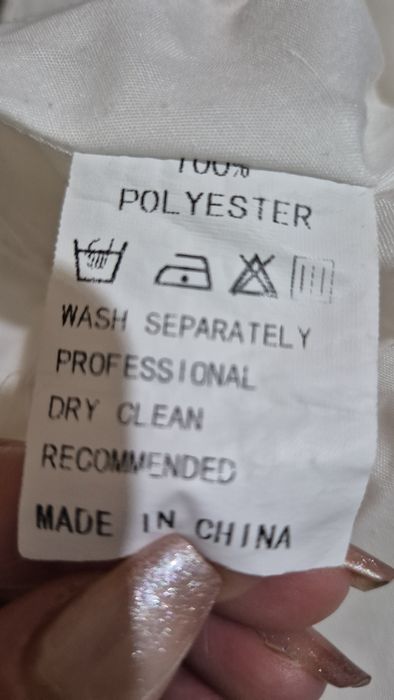 100%
POLYESTER
WASH SEPARATELY
PROFESSIONAL
DRY CLEAN
RECOMMENDED
MADE IN CHINA